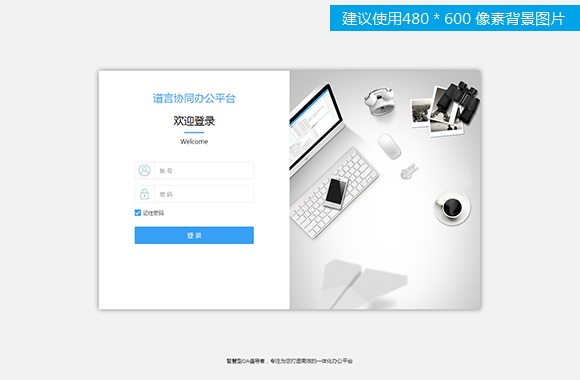 建议使用480 * 600 像素背景图片
谱言协同办公平台
欢迎登录
Welcome
账号
密码
记住密码
登 录
智慧型OA倡导者，专注为您打造高效的一体化办公平台